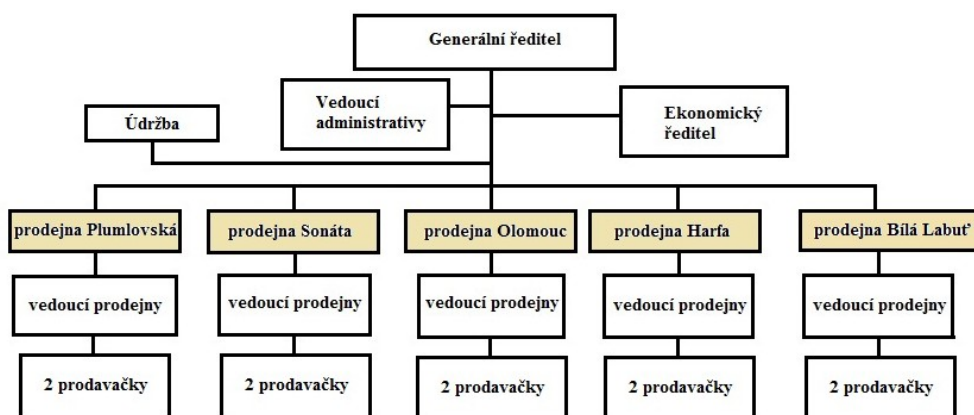 Generální ředitel
Vedoucí
administrativy
Ekonomický
ředitel
Údržba
prodejna Plumlovská
prodejna Sonáta
prodejna Olomouc
prodejna Harfa
prodejna Bílá Labuť
vedoucí prodejny
vedoucí prodejny
vedoucí prodejny
vedoucí prodejny
vedoucí prodejny
2 prodavačky
2 prodavačky
2 prodavačky
2 prodavačky
2 prodavačky